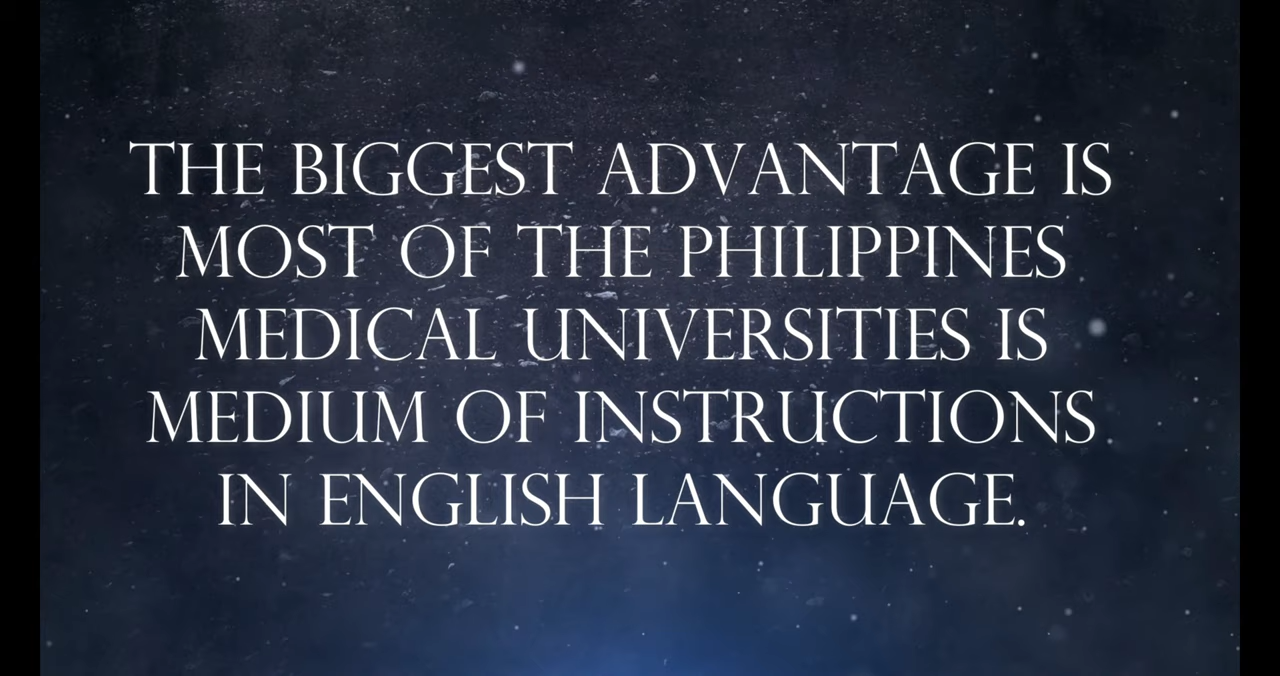 THE BIGGEST ADVANTAGE IS
MOST OF THE PHILIPPINES
MEDICAL UNIVERSITIES IS
MEDIUM OF INSTRUCTIONS
IN ENGLISH LANGUAGE.